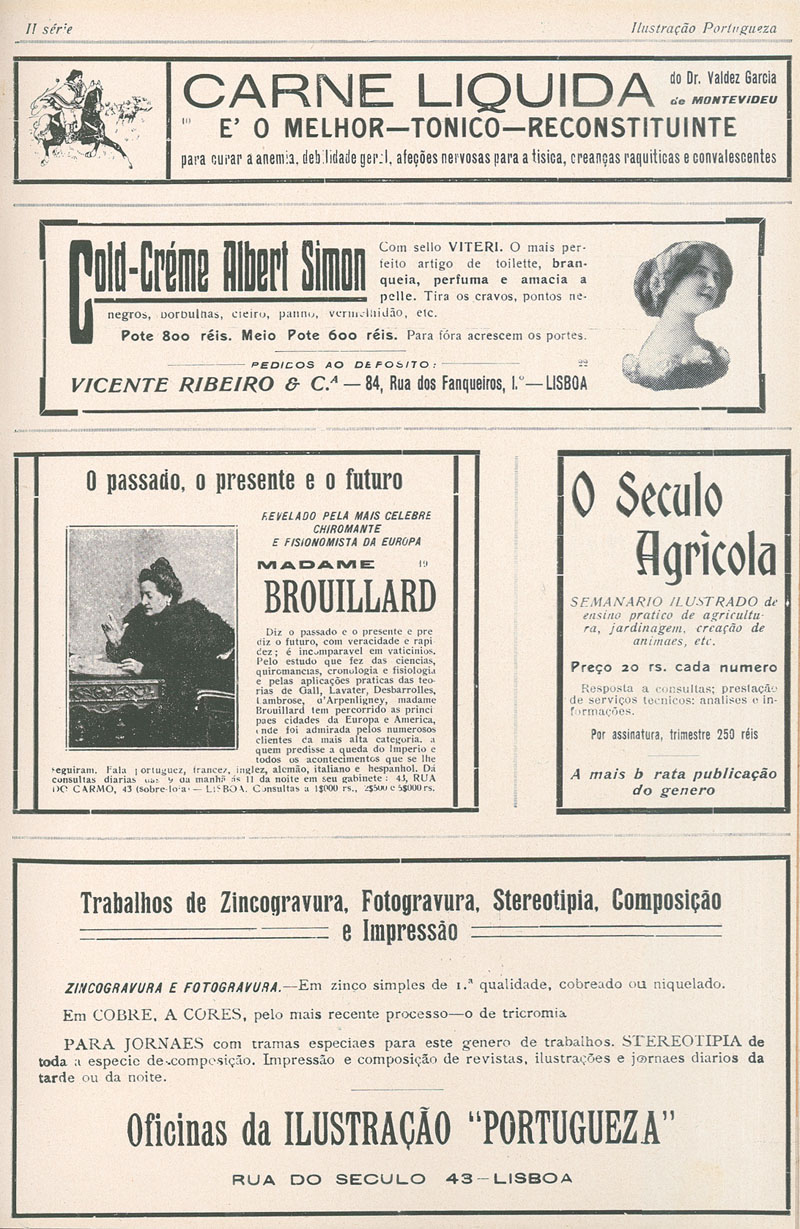 II série
Ilustração Portugueza
CARNE LIQUIDA
do Dr. Valdez Garcia
de MONTEVIDEU
E' O MELHOR—TONICO—RECONSTITUINTE
para curar a anemia, debilidade geral, afeções nervosas para a tisica, creanças raquiticas e convalescentes
Cold-Créme Albert Simon
Com sello VITERI. O mais per-
feito artigo de toilette, bran-
queia, perfuma e amacia a
pelle. Tira os cravos, pontos ne-
negros, borbulhas, cieiro, panno, vermelhidão, etc.
Pote 800 réis. Meio Pote 600 réis. Para fóra acrescem os portes.
PEDIDOS AO DEPOSITO:
22
VICENTE RIBEIRO & C.ª — 84, Rua dos Fanqueiros, 1.º — LISBOA
O passado, o presente e o futuro
REVELADO PELA MAIS CELEBRE
CHIROMANTE
E FISIONOMISTA DA EUROPA
MADAME
19
BROUILLARD
Diz o passado e o presente e pre
diz o futuro, com veracidade e rapi
dez; é incomparavel em vaticinios.
Pelo estudo que fez das ciencias,
quiromancias, cronologia e fisiologia
e pelas aplicações praticas das teo-
rias de Gall, Lavater, Desbarrolles,
Lambrose, d'Arpenligney, madame
Brouillard tem percorrido as princi
paes cidades da Europa e America,
onde foi admirada pelos numerosos
clientes da mais alta categoria, a
quem predisse a queda do Imperio e
todos os acontecimentos que se lhe
seguiram. Fala portuguez, francez, inglez, alemão, italiano e hespanhol. Dá
consultas diarias das 9 da manhã ás 11 da noite em seu gabinete: 43, RUA
DO CARMO, 43 (sobre-loja) — LISBOA. Consultas a 1$000 rs., 2$500 e 5$000 rs.
O Seculo
Agricola
SEMANARIO ILUSTRADO de
ensino pratico de agricultu-
ra, jardinagem, creação de
animaes, etc.
Preço 20 rs. cada numero
Resposta a consultas; prestação
de serviços tecnicos: analises e in-
formações.
Por assinatura, trimestre 250 réis
A mais b rata publicação
do genero
Trabalhos de Zincogravura, Fotogravura, Stereotipia, Composição
e Impressão
ZINCOGRAVURA E FOTOGRAVURA.—Em zinco simples de 1.ª qualidade, cobreado ou niquelado.
Em COBRE, A CORES, pelo mais recente processo—o de tricromia
PARA JORNAES com tramas especiaes para este genero de trabalhos. STEREOTIPIA de
toda a especie de composição. Impressão e composição de revistas, ilustrações e jornaes diarios da
tarde ou da noite.
Oficinas da ILUSTRAÇÃO "PORTUGUEZA"
RUA DO SECULO 43—LISBOA